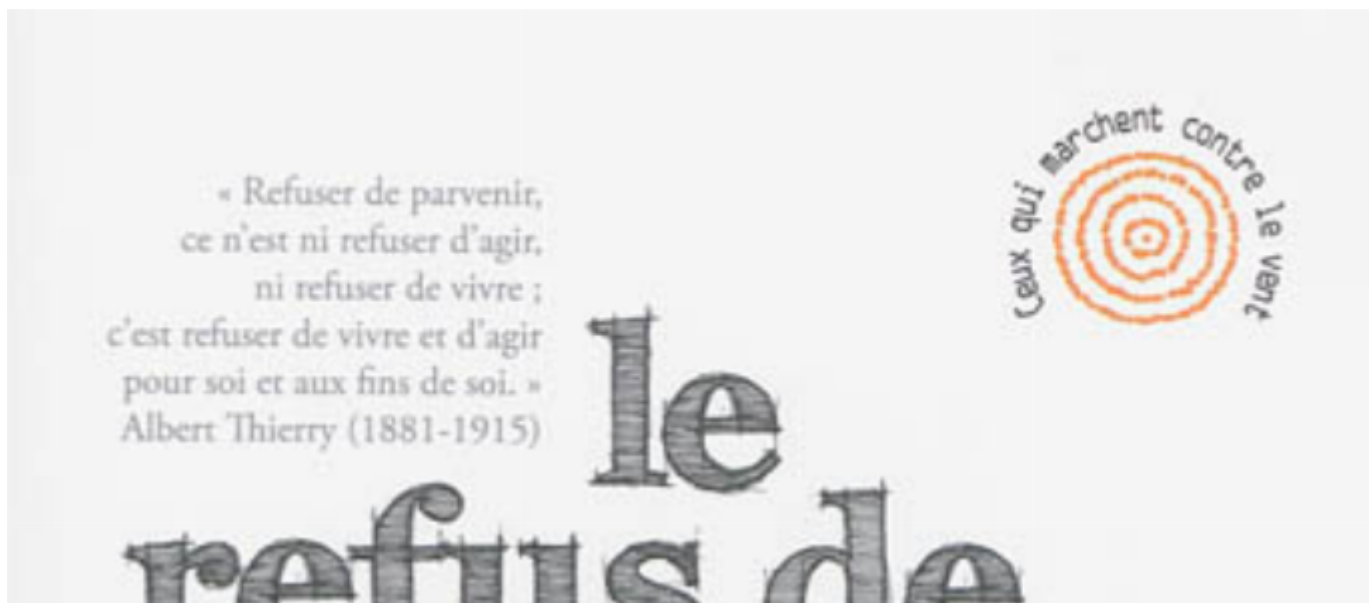 Ceux qui marchent contre le vent
« Refuser de parvenir,
ce n'est ni refuser d'agir,
ni refuser de vivre ;
c'est refuser de vivre et d'agir
pour soi et aux fins de soi. »
Albert Thierry (1881-1915)
le
refus de